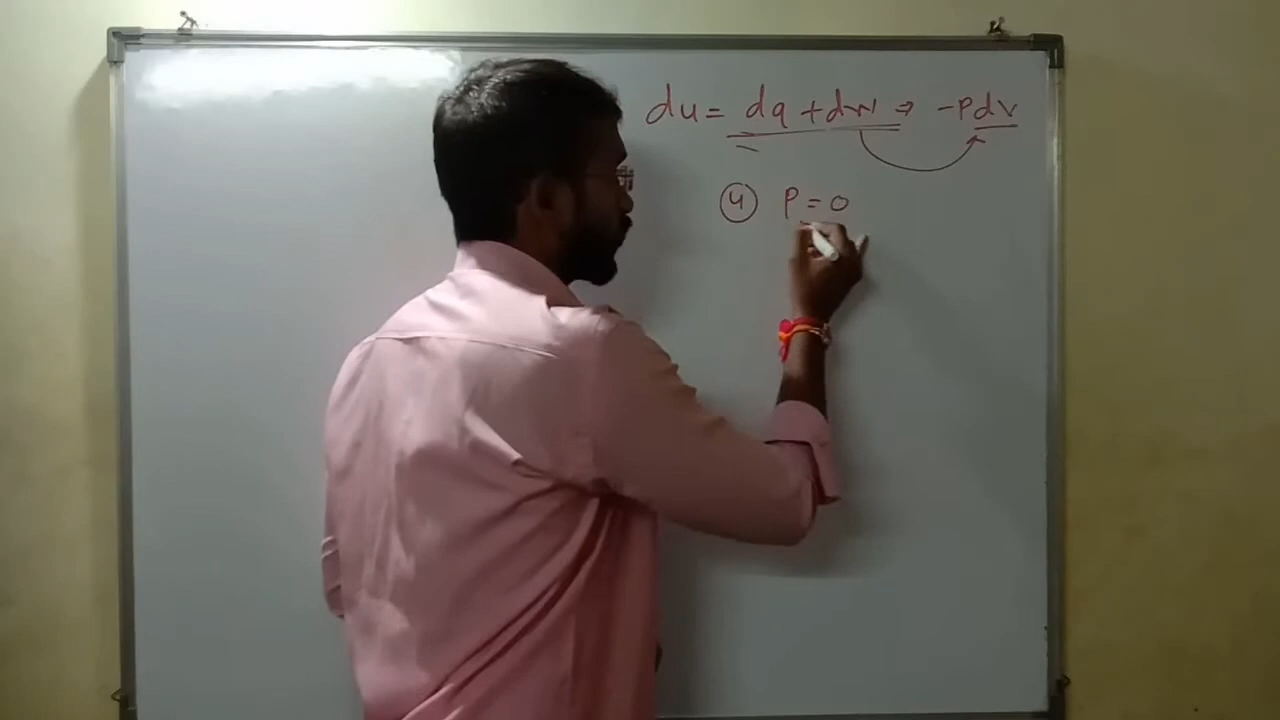 du = dq + dw ⇒ -Pdv
4 P = 0